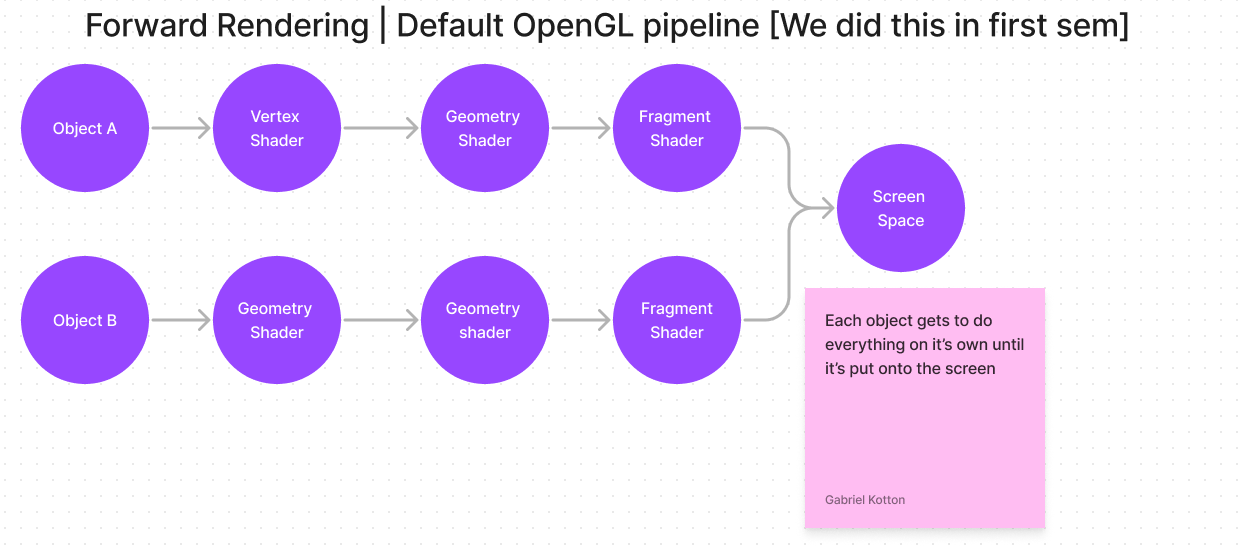 Forward Rendering | Default OpenGL pipeline [We did this in first sem]
Object A
Vertex
Shader
Geometry
Shader
Fragment
Shader
Screen
Space
Object B
Geometry
Shader
Geometry
shader
Fragment
Shader
Each object gets to do
everything on it’s own until
it’s put onto the screen
Gabriel Kotton